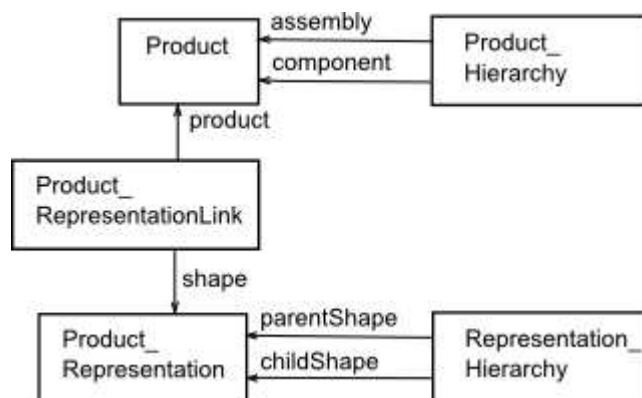 Product
assembly
component
Product_
Hierarchy
product
Product_
RepresentationLink
shape
Product_
Representation
parentShape
childShape
Representation_
Hierarchy